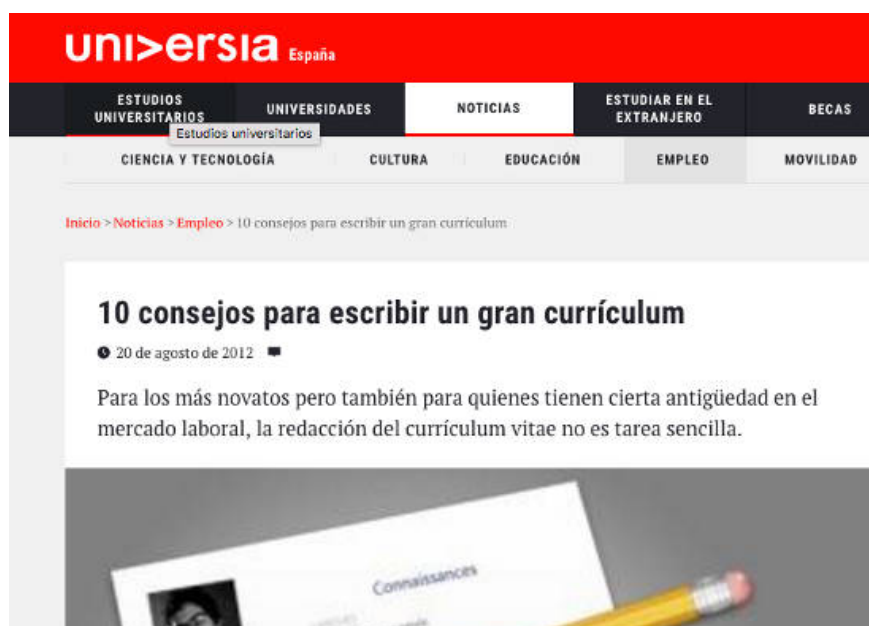 uni>ersia España
ESTUDIOS
UNIVERSITARIOS
UNIVERSIDADES
NOTICIAS
ESTUDIAR EN EL
EXTRANJERO
BECAS
Estudios universitarios
CIENCIA Y TECNOLOGÍA
CULTURA
EDUCACIÓN
EMPLEO
MOVILIDAD
Inicio > Noticias > Empleo > 10 consejos para escribir un gran currículum
10 consejos para escribir un gran currículum
20 de agosto de 2012
Para los más novatos pero también para quienes tienen cierta antigüedad en el
mercado laboral, la redacción del currículum vitae no es tarea sencilla.
Connaissances